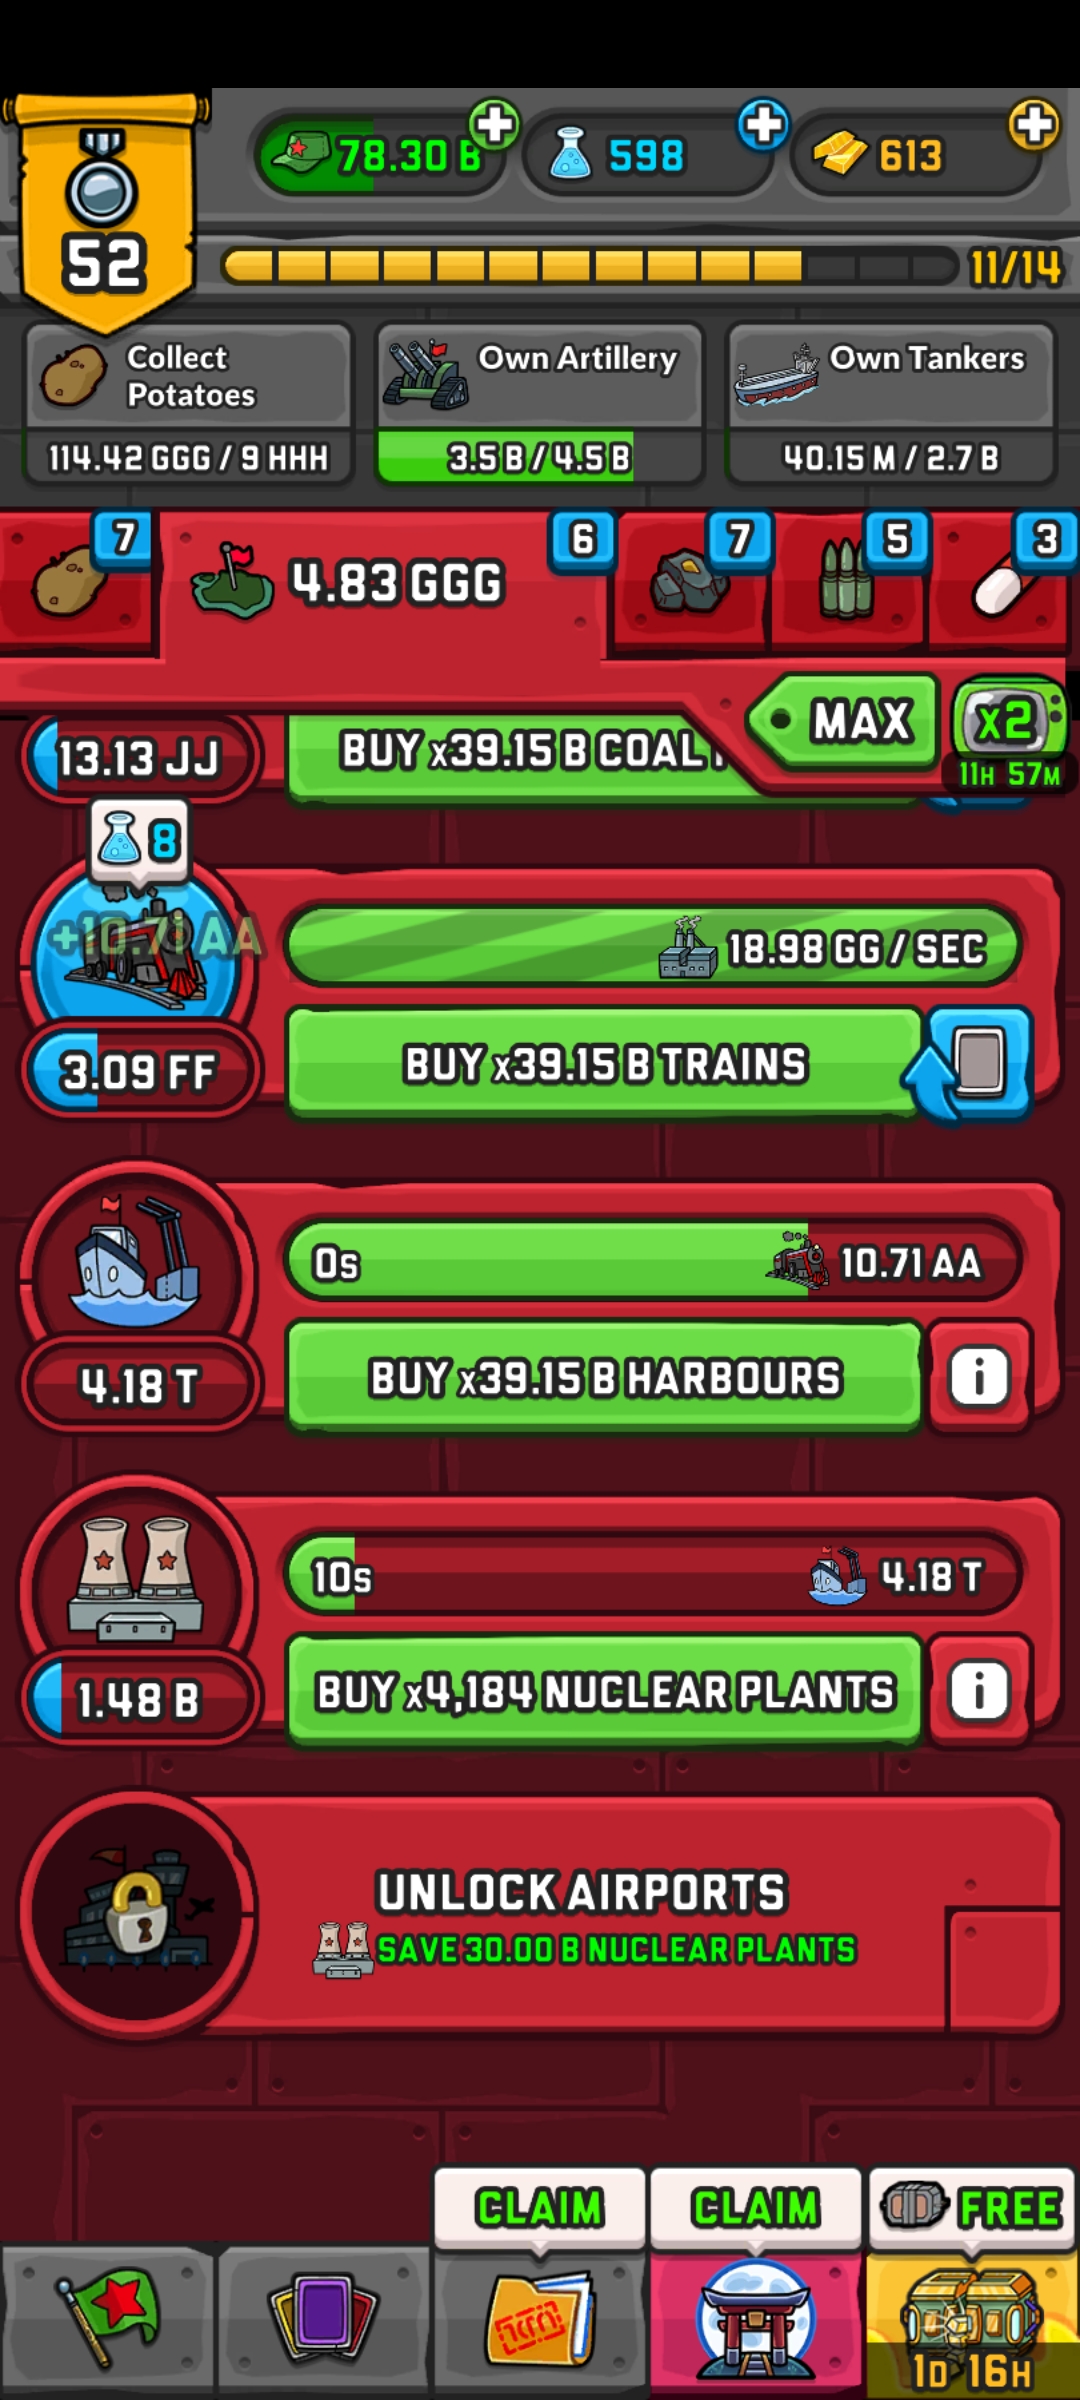 78.30 B
598
613
52
11/14
Collect
Potatoes
Own Artillery
Own Tankers
114.42 GGG / 9 HHH
3.5 B / 4.5 B
40.15 M / 2.7 B
7
4.83 GGG
6
7
5
3
MAX
x2
11H 57M
13.13 JJ
BUY x39.15 B COAL
8
+10.71 AA
18.98 GG / SEC
3.09 FF
BUY x39.15 B TRAINS
0s
10.71 AA
4.18 T
BUY x39.15 B HARBOURS
i
10s
4.18 T
1.48 B
BUY x4,184 NUCLEAR PLANTS
i
UNLOCK AIRPORTS
SAVE 30.00 B NUCLEAR PLANTS
CLAIM
CLAIM
FREE
1D 16H